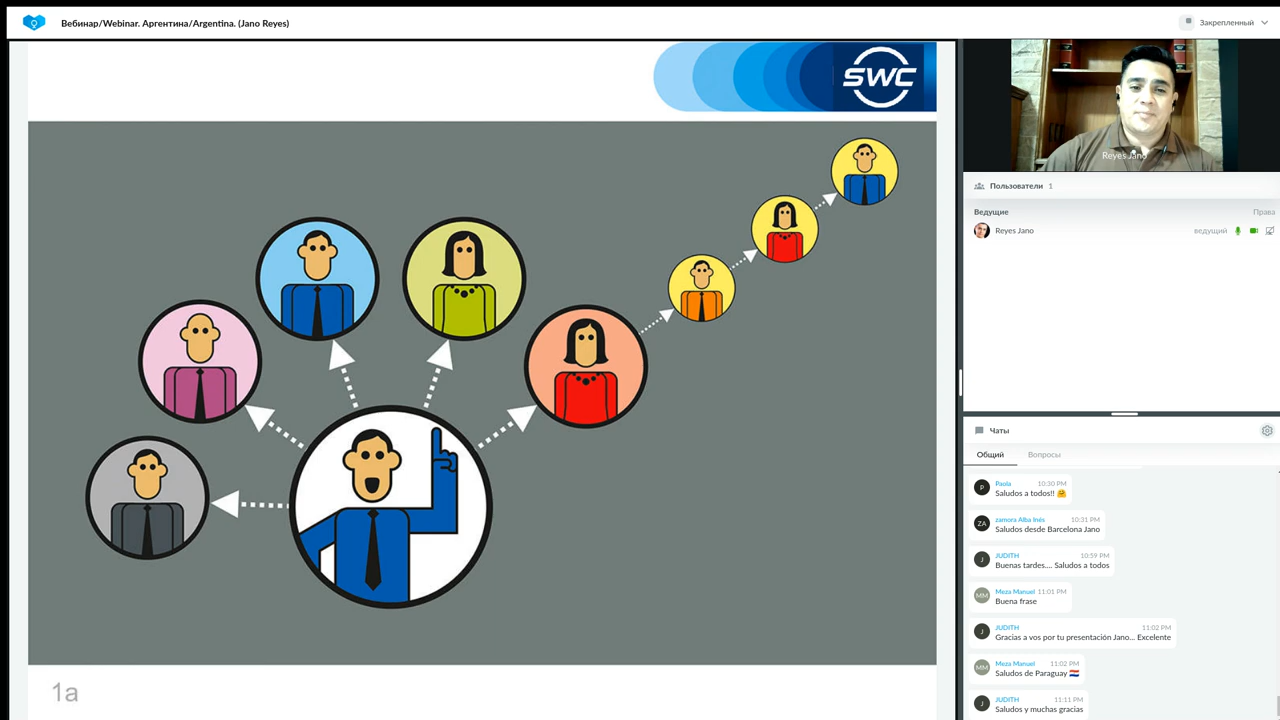 Вебинар/Webinar. Аргентина/Argentina. (Jano Reyes)
Закрепленный
SWC
Reyes Jano
Пользователи 1
Ведущие
Права
Reyes Jano
ведущий
Чаты
Общий
Вопросы
P
Paola
10:30 PM
Saludos a todos!! 🤗
ZA
zamora Alba Inés
10:31 PM
Saludos desde Barcelona Jano
J
JUDITH
10:59 PM
Buenas tardes.... Saludos a todos
MM
Meza Manuel
11:01 PM
Buena frase
J
JUDITH
11:02 PM
Gracias a vos por tu presentación Jano... Excelente
MM
Meza Manuel
11:02 PM
Saludos de Paraguay 🇵🇾
J
JUDITH
11:11 PM
Saludos y muchas gracias
1a